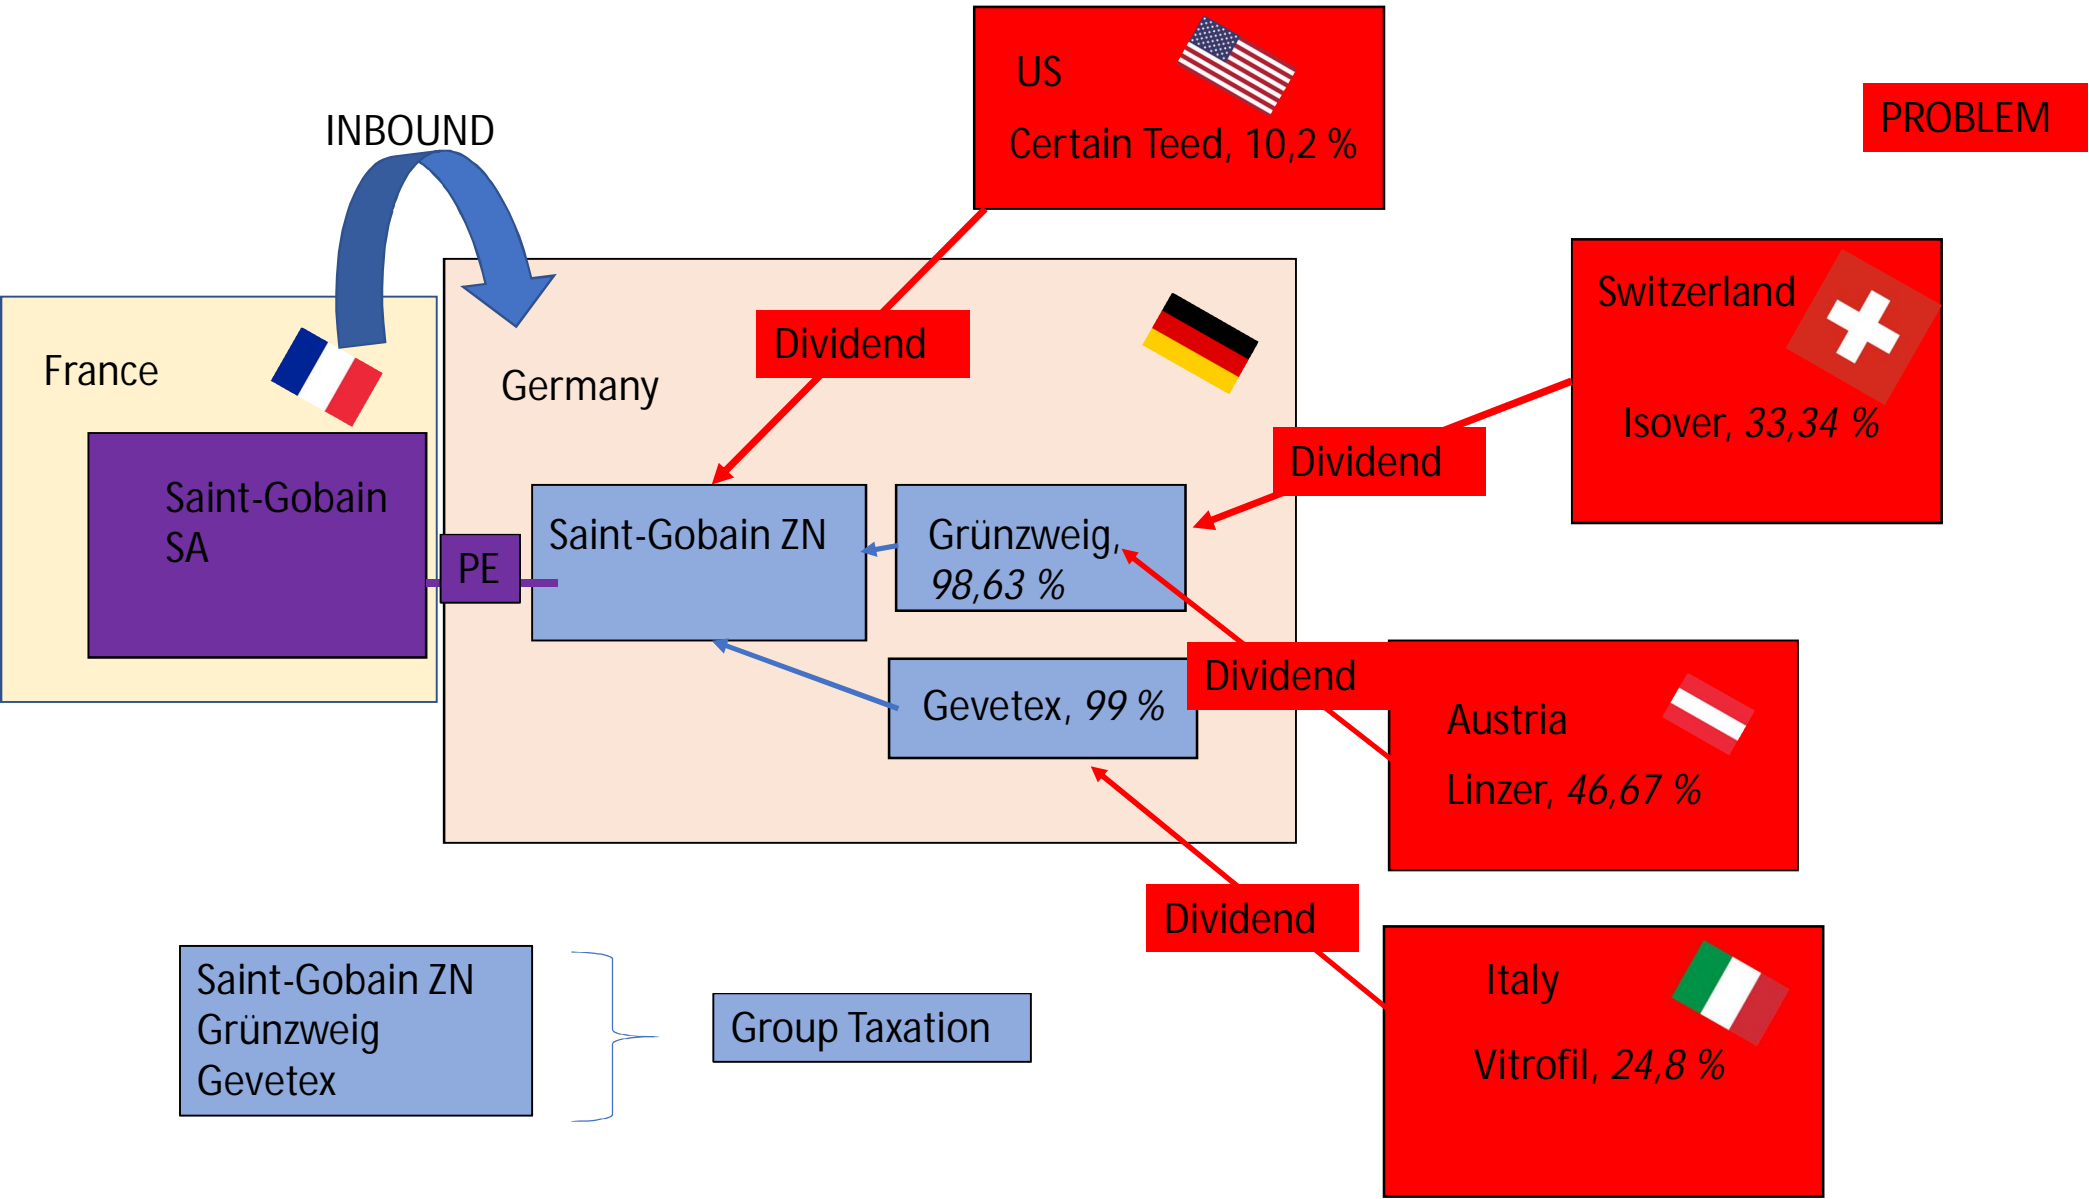 US
Certain Teed, 10,2 %
PROBLEM
INBOUND
Switzerland
Isover, 33,34 %
France
Germany
Dividend
Dividend
Saint-Gobain
SA
PE
Saint-Gobain ZN
Grünzweig,
98,63 %
Dividend
Gevetex, 99 %
Austria
Linzer, 46,67 %
Dividend
Italy
Vitrofil, 24,8 %
Saint-Gobain ZN
Grünzweig
Gevetex
Group Taxation